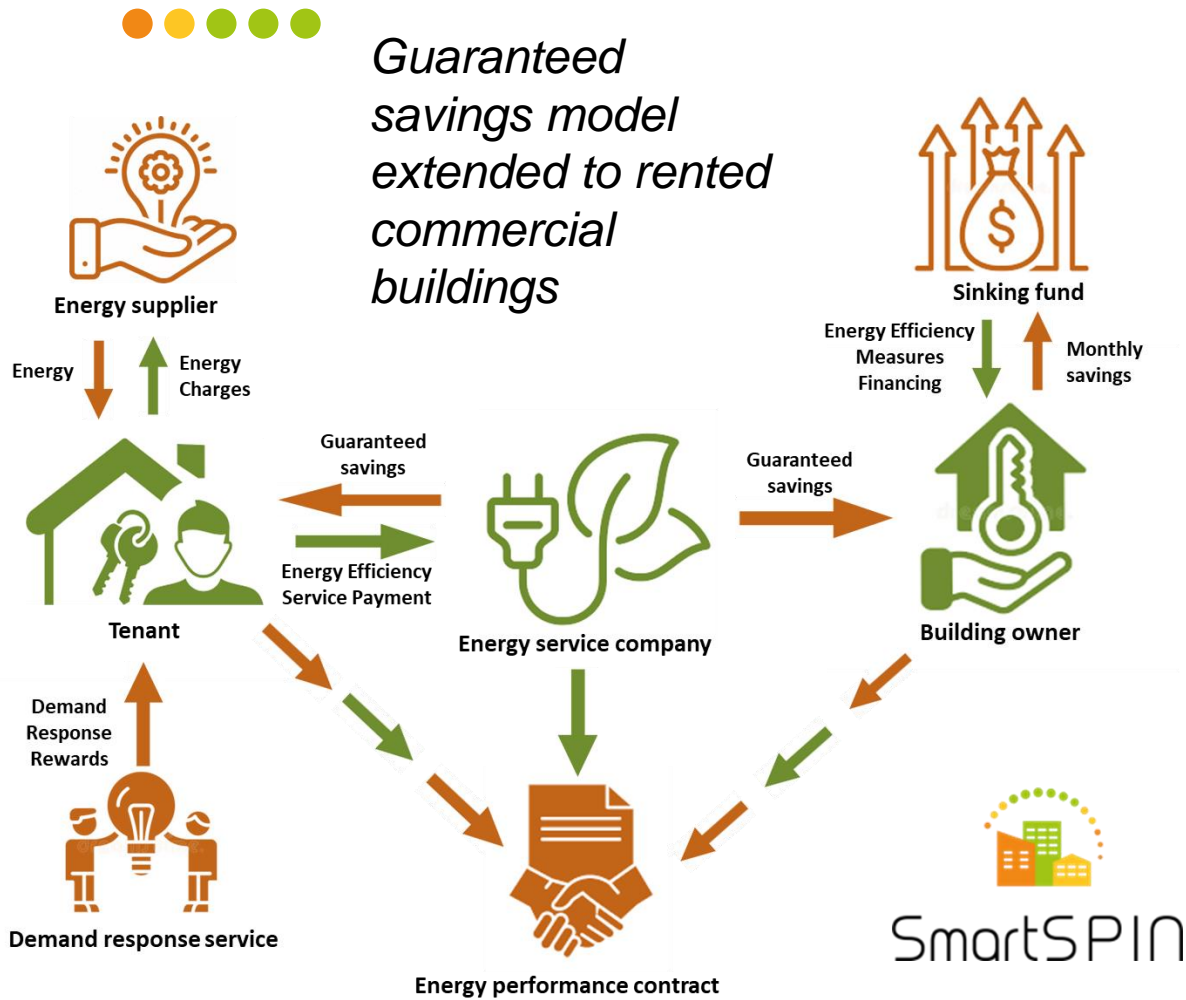 Guaranteed
savings model
extended to rented
commercial
buildings
Energy supplier
Sinking fund
Energy
Energy
Charges
Energy Efficiency
Measures
Financing
Monthly
savings
Guaranteed
savings
Guaranteed
savings
Energy Efficiency
Service Payment
Tenant
Energy service company
Building owner
Demand
Response
Rewards
$
Demand response service
Energy performance contract
SmartSPIN